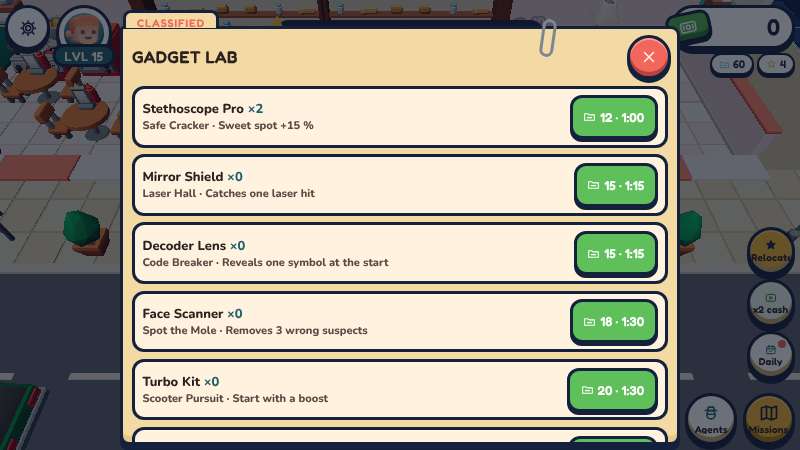 CLASSIFIED
GADGET LAB
LVL 15
0
60
4
Stethoscope Pro ×2
Safe Cracker · Sweet spot +15 %
12 · 1:00
Mirror Shield ×0
Laser Hall · Catches one laser hit
15 · 1:15
Decoder Lens ×0
Code Breaker · Reveals one symbol at the start
15 · 1:15
Face Scanner ×0
Spot the Mole · Removes 3 wrong suspects
18 · 1:30
Turbo Kit ×0
Scooter Pursuit · Start with a boost
20 · 1:30
Relocate
x2 cash
Daily
Agents
Missions